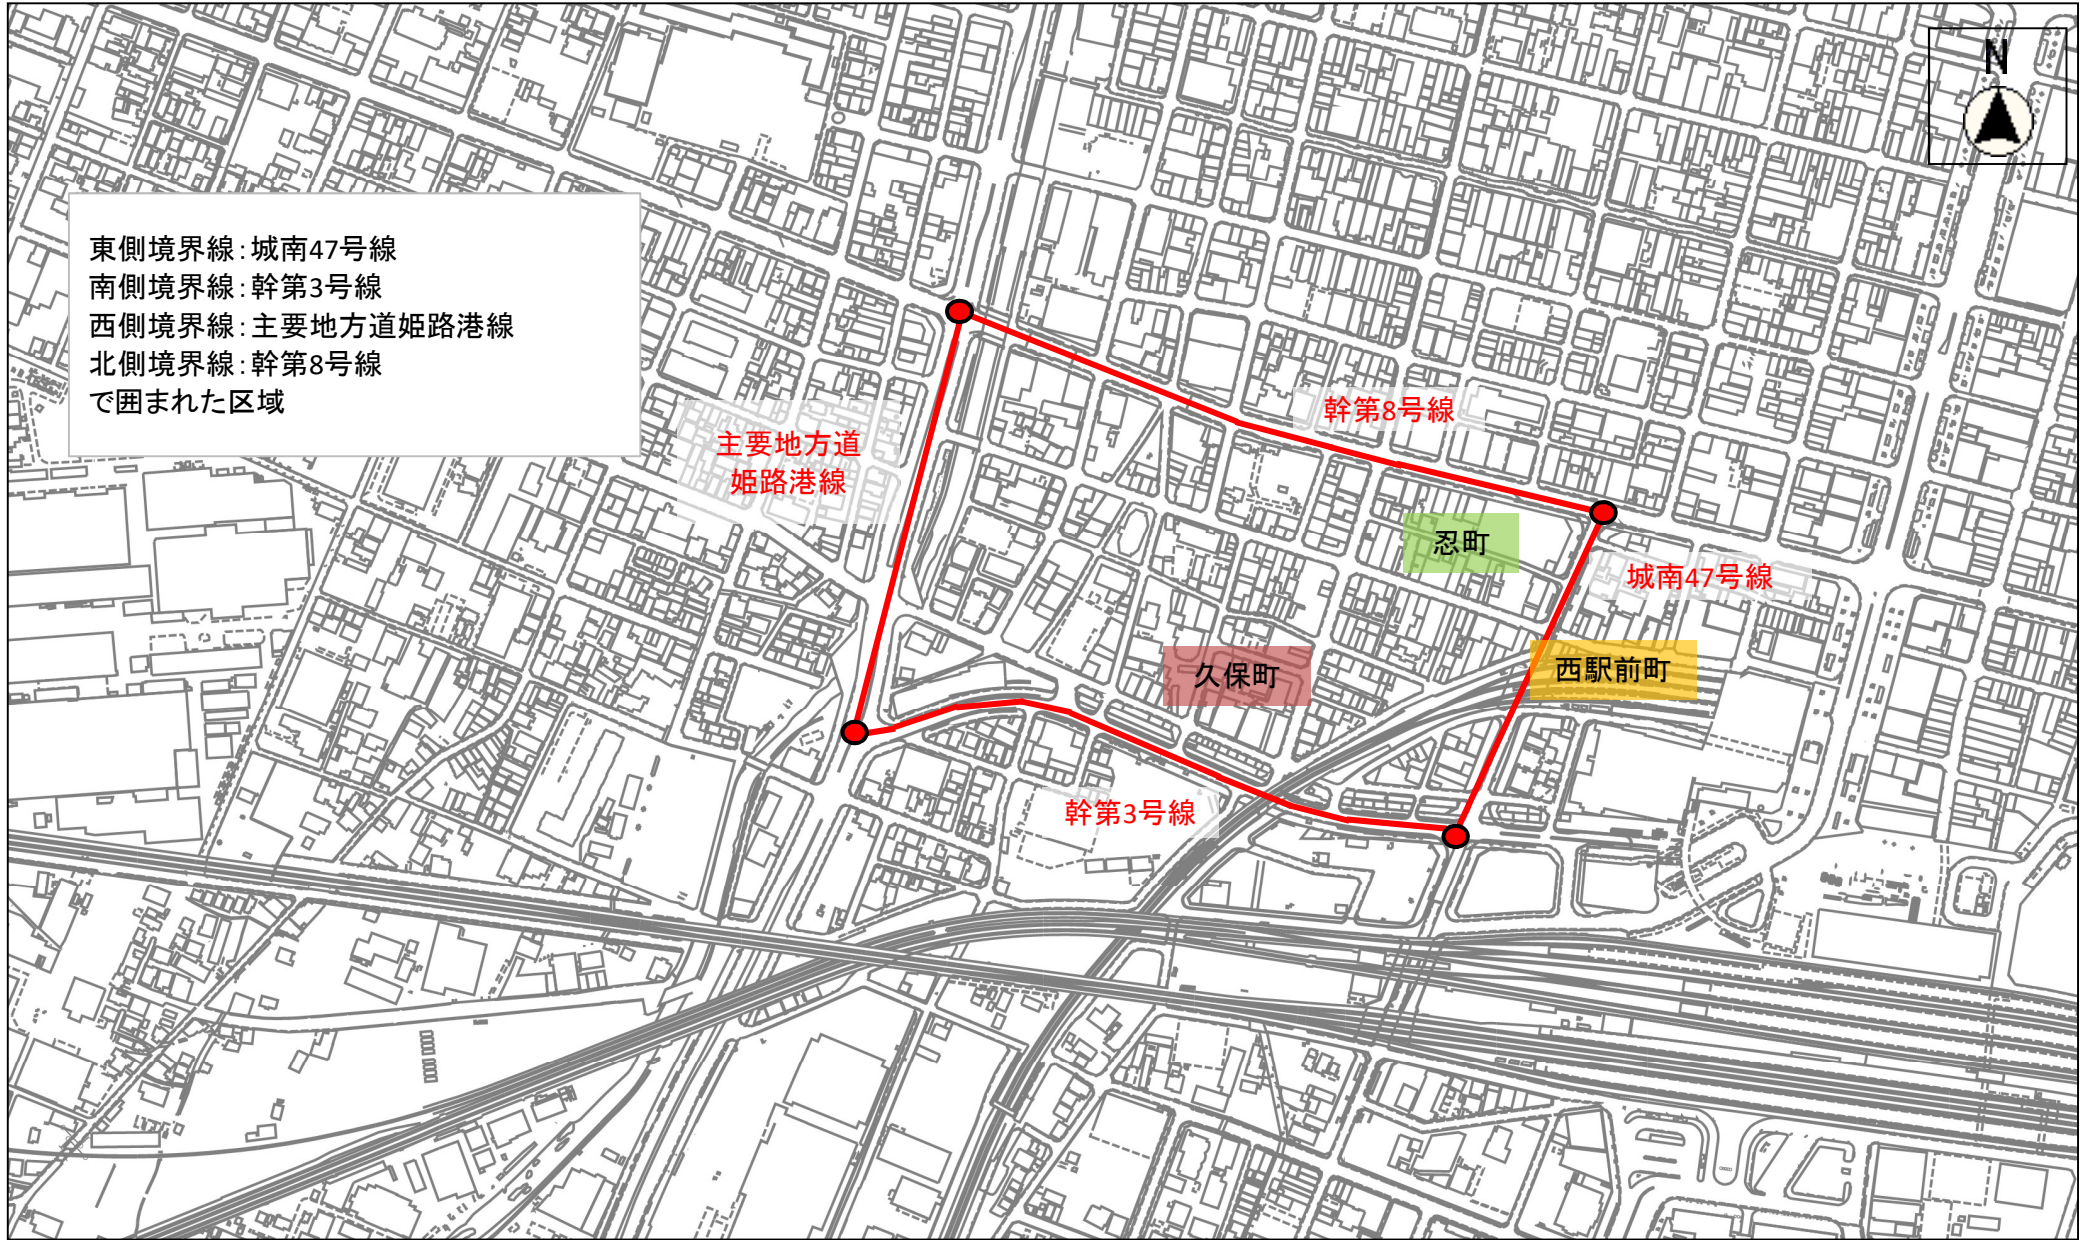 N
東側境界線：城南47号線
南側境界線：幹第3号線
西側境界線：主要地方道姫路港線
北側境界線：幹第8号線
で囲まれた区域
幹第8号線
主要地方道
姫路港線
忍町
城南47号線
西駅前町
久保町
幹第3号線